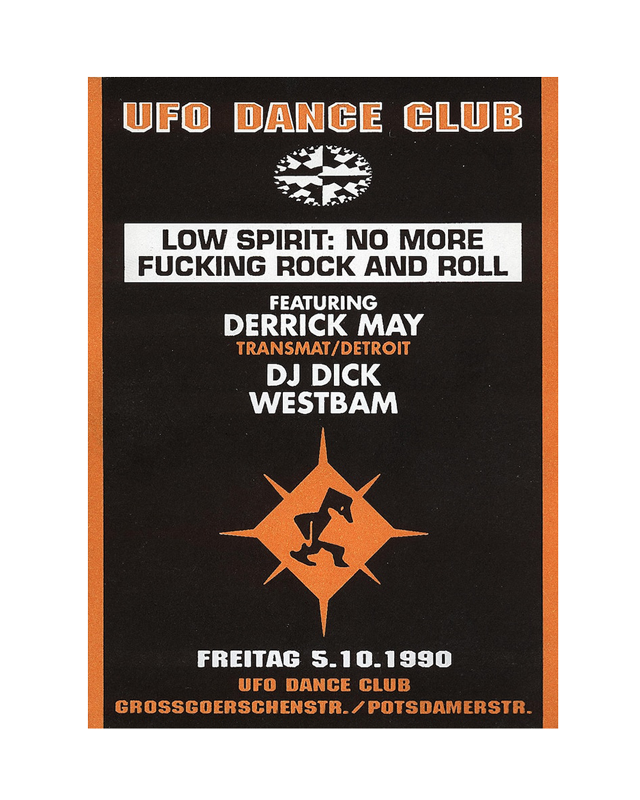 UFO DANCE CLUB
LOW SPIRIT: NO MORE
FUCKING ROCK AND ROLL
FEATURING
DERRICK MAY
TRANSMAT/DETROIT
DJ DICK
WESTBAM
FREITAG 5.10.1990
UFO DANCE CLUB
GROSSGOERSCHENSTR./POTSDAMERSTR.